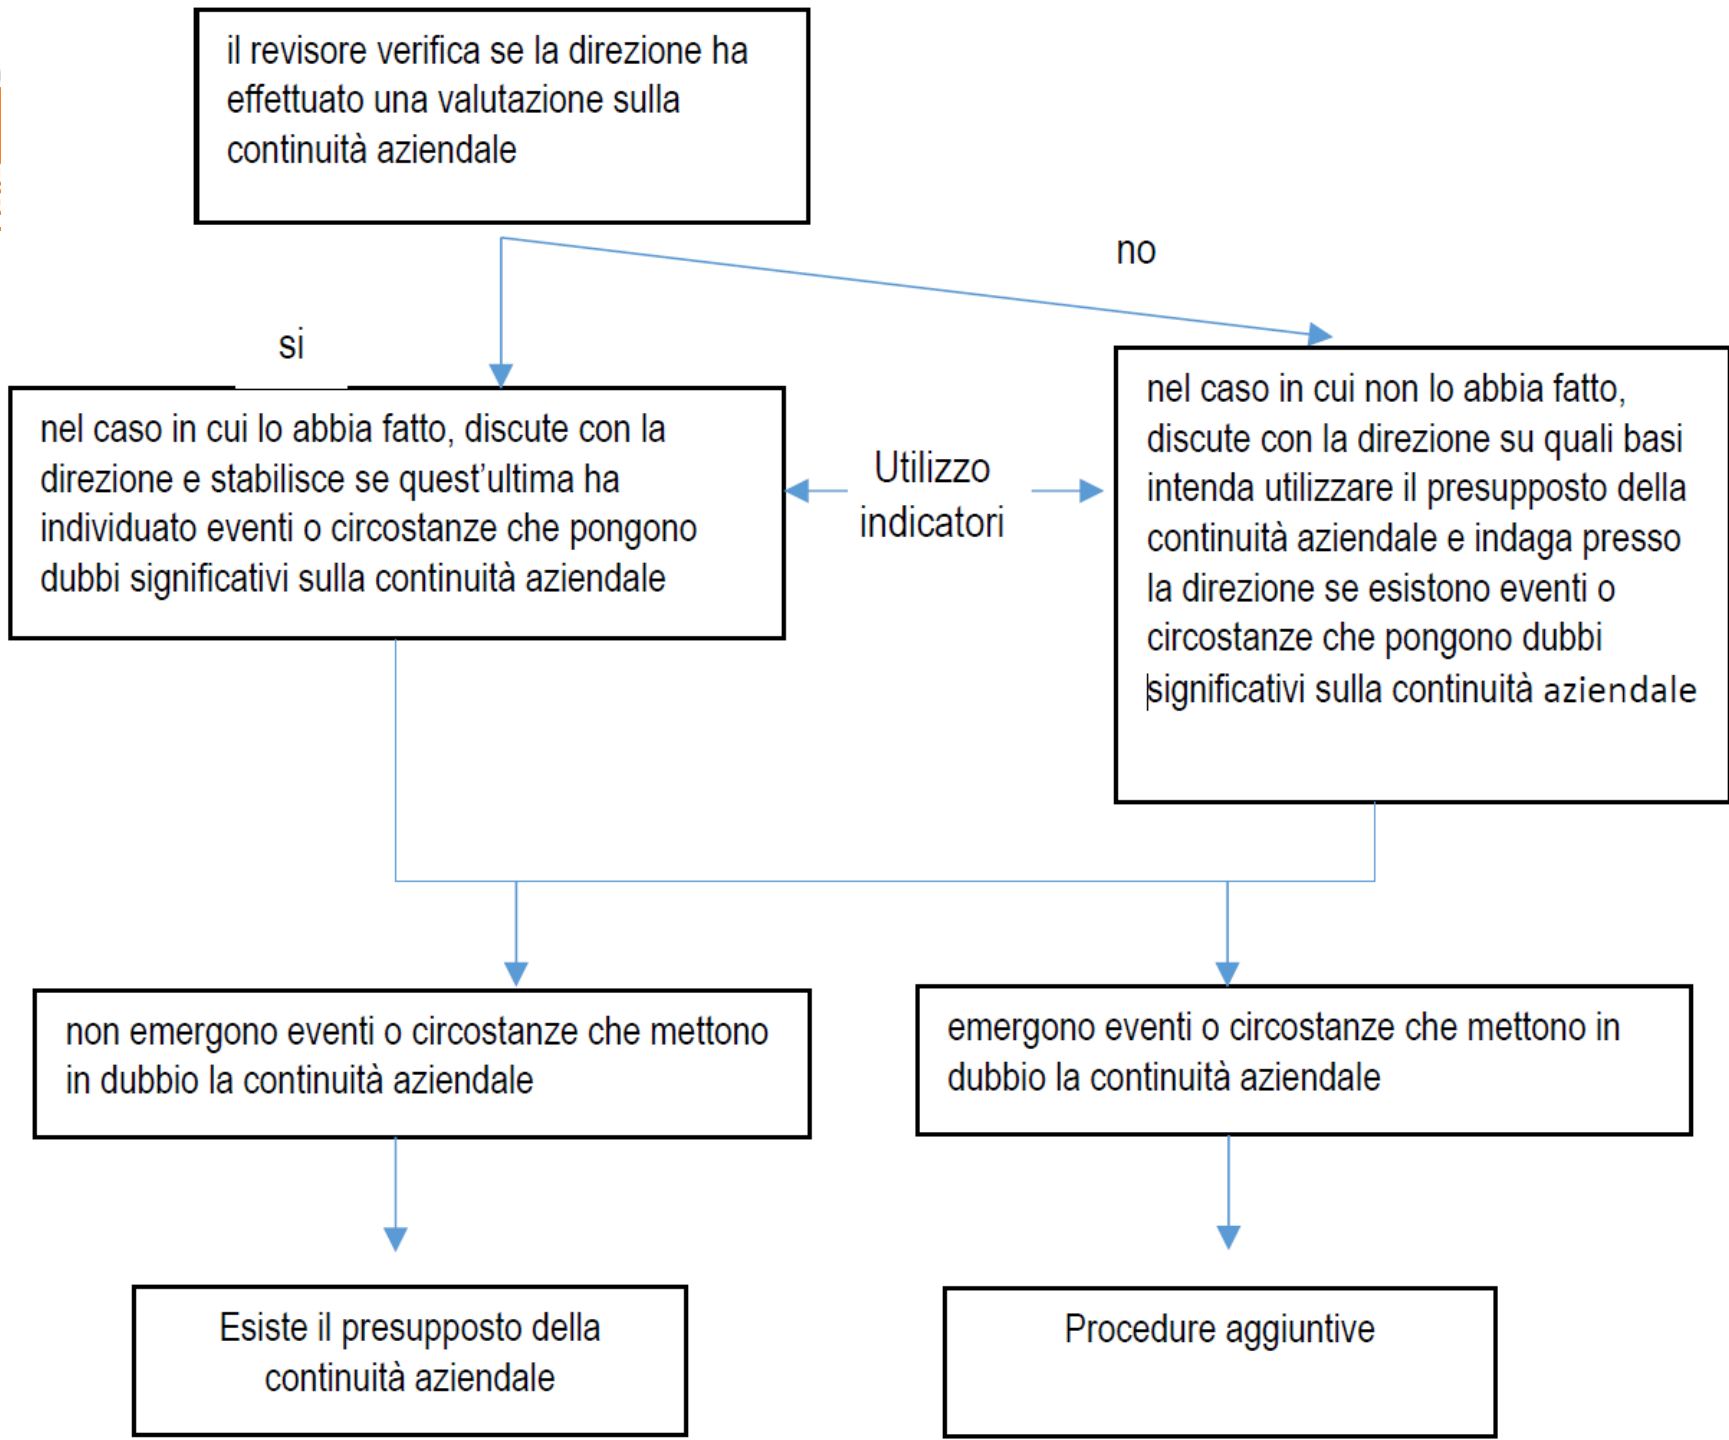 il revisore verifica se la direzione ha
effettuato una valutazione sulla
continuità aziendale
no
si
nel caso in cui lo abbia fatto, discute con la
direzione e stabilisce se quest'ultima ha
individuato eventi o circostanze che pongono
dubbi significativi sulla continuità aziendale
Utilizzo
indicatori
nel caso in cui non lo abbia fatto,
discute con la direzione su quali basi
intenda utilizzare il presupposto della
continuità aziendale e indaga presso
la direzione se esistono eventi o
circostanze che pongono dubbi
significativi sulla continuità aziendale
non emergono eventi o circostanze che mettono
in dubbio la continuità aziendale
emergono eventi o circostanze che mettono in
dubbio la continuità aziendale
Esiste il presupposto della
continuità aziendale
Procedure aggiuntive